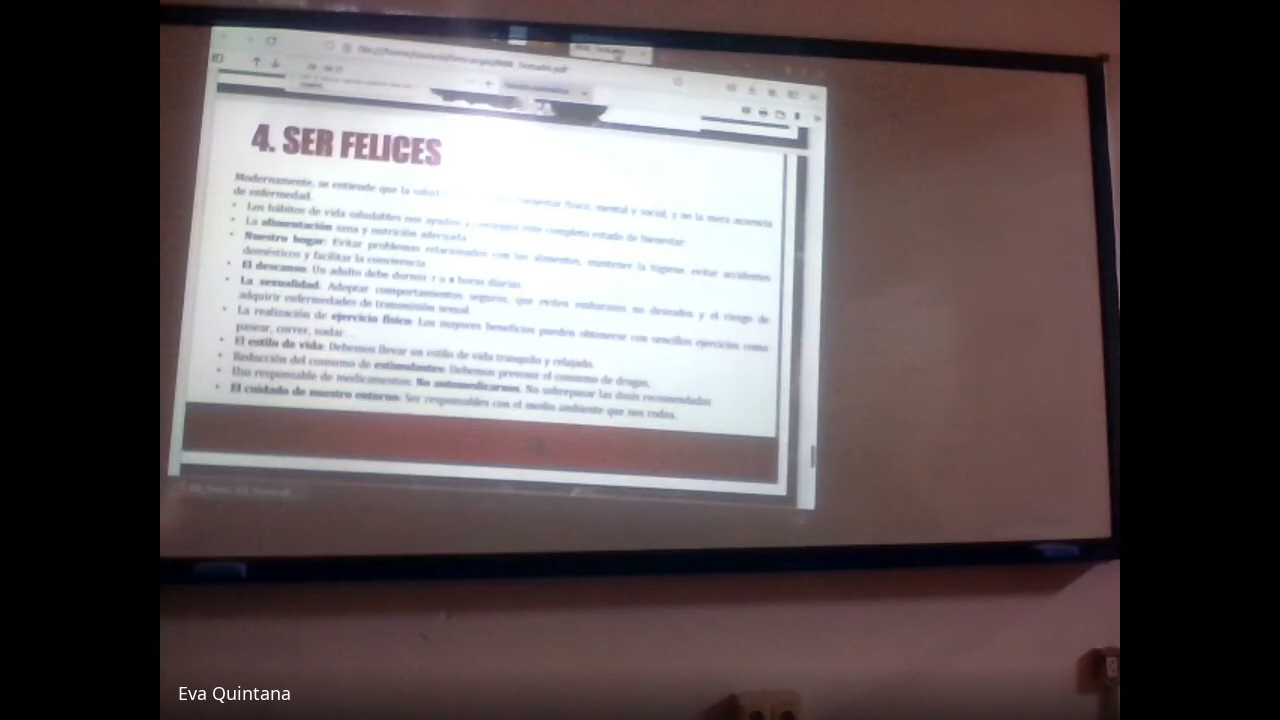 4. SER FELICES
Modernamente, se entiende que la salud bienestar físico, mental y social, y no la mera ausencia
de enfermedad.
• Los hábitos de vida saludables nos ayudan a conseguir este completo estado de bienestar
• La alimentación sana y nutrición adecuada
• Nuestro hogar: Evitar problemas relacionados con los alimentos, mantener la higiene, evitar accidentes
domésticos y facilitar la convivencia.
• El descanso: Un adulto debe dormir 7 u 8 horas diarias.
• La sexualidad: Adoptar comportamientos seguros, que eviten embarazos no deseados y el riesgo de
adquirir enfermedades de transmisión sexual.
• La realización de ejercicio físico: Los mayores beneficios pueden obtenerse con sencillos ejercicios como
pasear, correr, nadar...
• El estilo de vida: Debemos llevar un estilo de vida tranquilo y relajado.
• Reducción del consumo de estimulantes: Debemos prevenir el consumo de drogas,
• Uso responsable de medicamentos: No automedicarnos. No sobrepasar las dosis recomendadas
• El cuidado de nuestro entorno: Ser responsables con el medio ambiente que nos rodea.
Eva Quintana